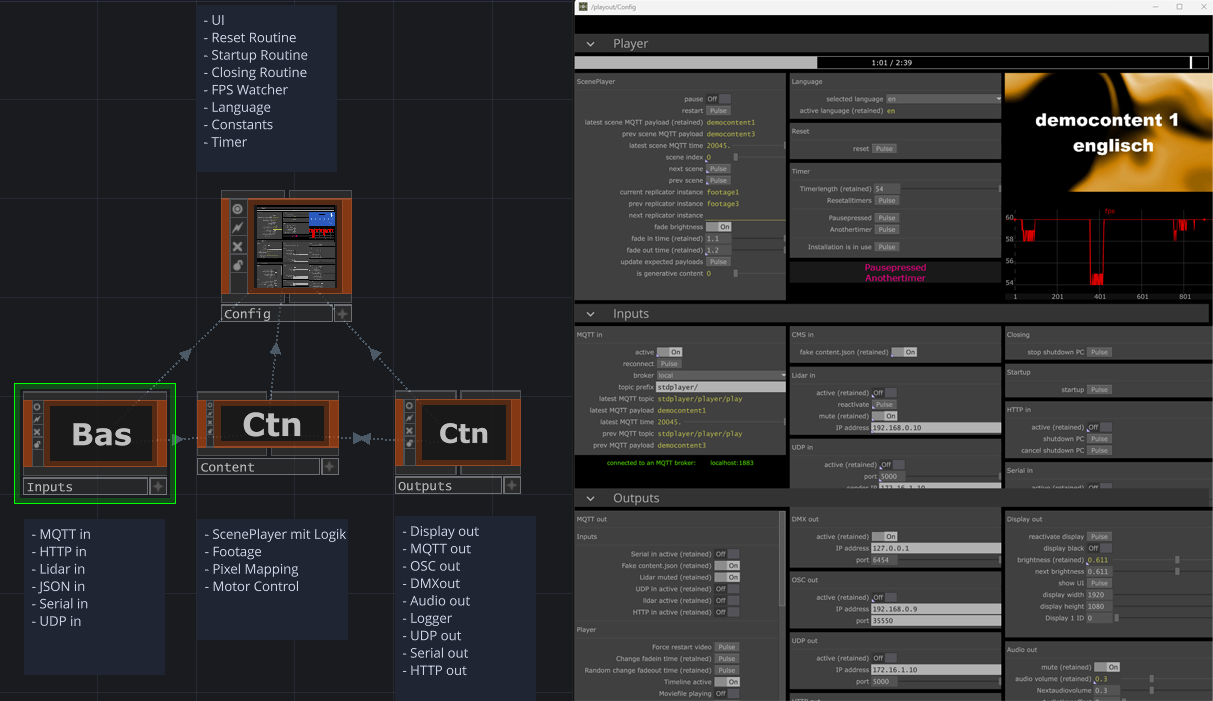 - UI
- Reset Routine
- Startup Routine
- Closing Routine
- FPS Watcher
- Language
- Constants
- Timer
Config
Bas
Inputs
Ctn
Content
Ctn
Outputs
- MQTT in
- HTTP in
- Lidar in
- JSON in
- Serial in
- UDP in
- ScenePlayer mit Logik
- Footage
- Pixel Mapping
- Motor Control
- Display out
- MQTT out
- OSC out
- DMXout
- Audio out
- Logger
- UDP out
- Serial out
- HTTP out
/playout/Config
Player
1:01 / 2:39
ScenePlayer
pause Off
restart Pulse
latest scene MQTT payload (retained) democontent1
prev scene MQTT payload democontent3
latest scene MQTT time 20045.
scene index 0
next scene Pulse
prev scene Pulse
current replicator instance footage1
prev replicator instance footage3
next replicator instance
fade brightness On
fade in time (retained) 1.1
fade out time (retained) 1.2
update expected payloads Pulse
is generative content 0
Language
selected language en
active language (retained) en
Reset
reset Pulse
Timer
Timerlength (retained) 54
Resetalltimers Pulse
Pausepressed Pulse
Anothertimer Pulse
Installation is in use Pulse
Pausepressed
Anothertimer
democontent 1
englisch
fps
60
58
56
54
1 201 401 601 801
Inputs
MQTT in
active On
reconnect Pulse
broker local
topic prefix stdplayer/
latest MQTT topic stdplayer/player/play
latest MQTT payload democontent1
latest MQTT time 20045.
prev MQTT topic stdplayer/player/play
prev MQTT payload democontent3
connected to an MQTT broker: localhost:1883
CMS in
fake content.json (retained) On
Lidar in
active (retained) Off
reactivate Pulse
mute (retained) On
IP address 192.168.0.10
UDP in
active (retained) Off
port 5000
sender IP 172.16.1.10
Closing
stop shutdown PC Pulse
Startup
startup Pulse
HTTP in
active (retained) Off
shutdown PC Pulse
cancel shutdown PC Pulse
Serial in
active (retained) Off
Outputs
MQTT out
Inputs
Serial in active (retained) Off
Fake content.json (retained) On
Lidar muted (retained) On
UDP in Active (retained) Off
lidar active (retained) Off
HTTP in active (retained) Off
Player
Force restart video Pulse
Change fadein time (retained) Pulse
Random change fadeout time (retained) Pulse
Timeline active On
Moviefile playing Off
DMX out
active (retained) On
IP address 127.0.0.1
port 6454
OSC out
active (retained) Off
IP address 192.168.0.9
port 35550
UDP out
active (retained) Off
IP address 172.16.1.10
port 5000
Display out
reactivate display Pulse
display black Off
brightness (retained) 0.611
next brightness 0.611
show UI Pulse
display width 1920
display height 1080
Display 1 ID 0
Audio out
mute (retained) On
audio volume (retained) 0.3
Nextaudiovolume 0.3